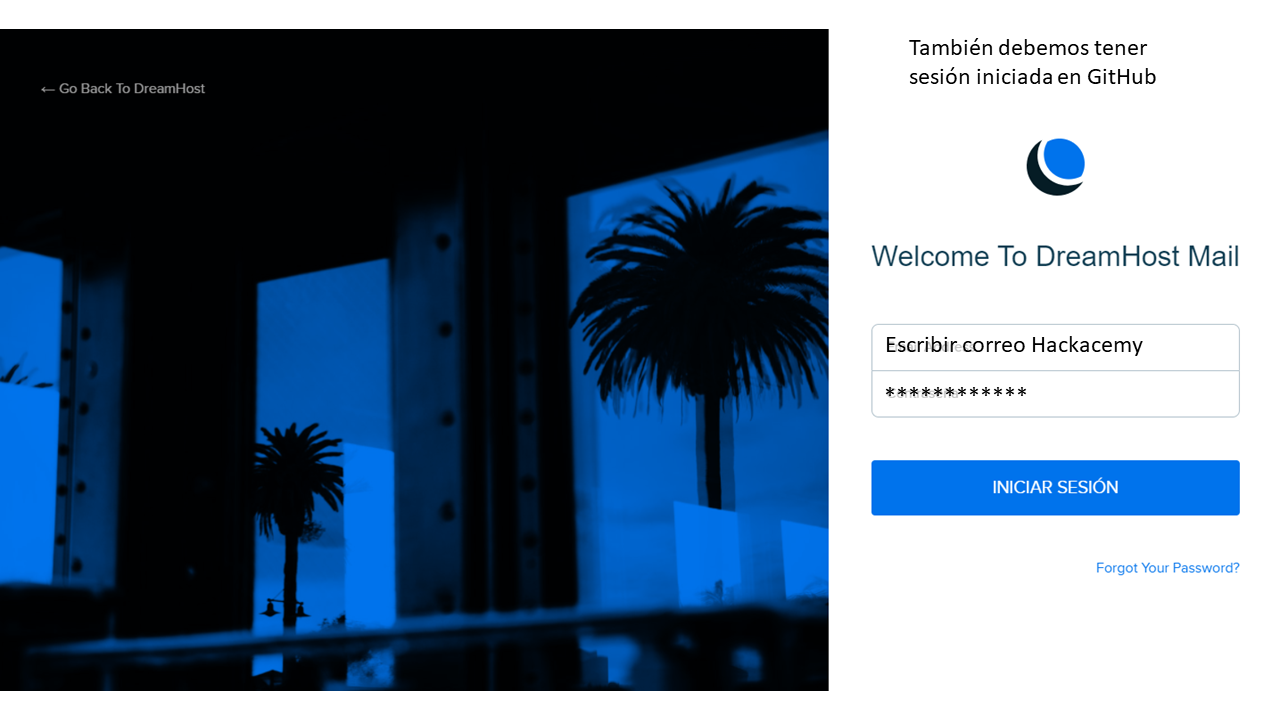 ← Go Back To DreamHost
También debemos tener
sesión iniciada en GitHub
Welcome To DreamHost Mail
Escribir correo Hackacemy
************
INICIAR SESIÓN
Forgot Your Password?